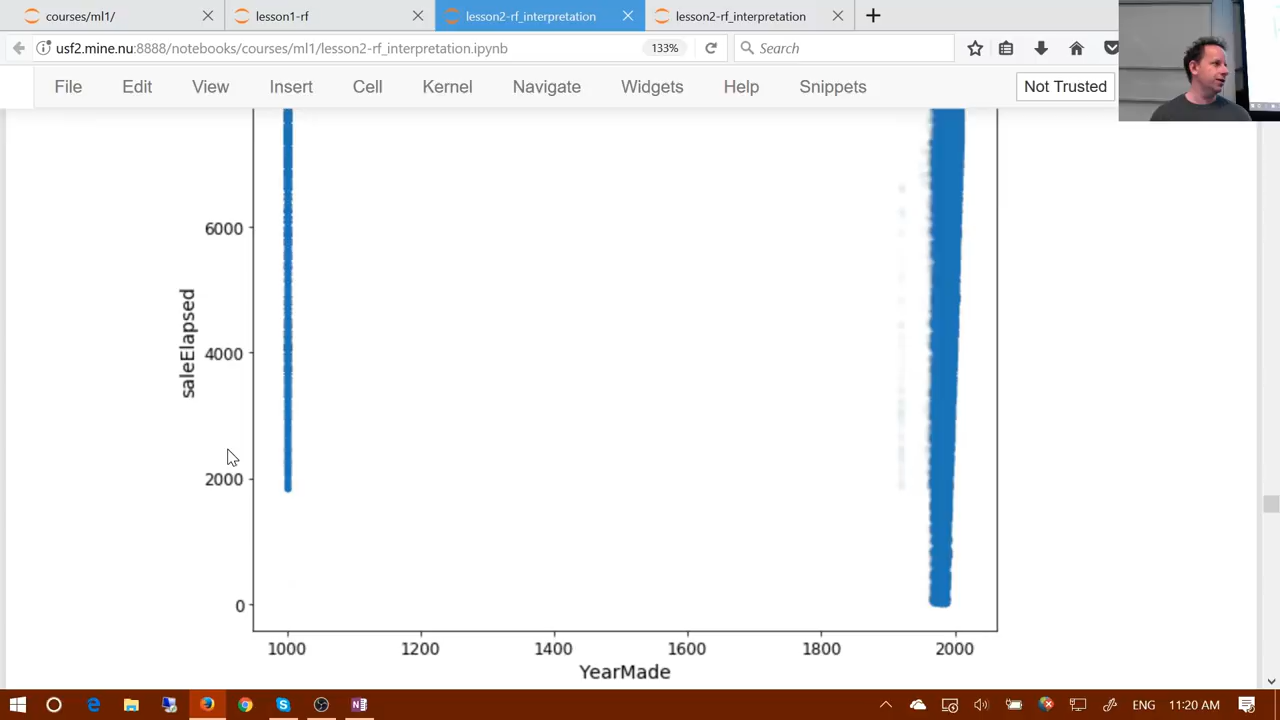 courses/ml1/
lesson1-rf
lesson2-rf_interpretation
lesson2-rf_interpretation
usf2.mine.nu:8888/notebooks/courses/ml1/lesson2-rf_interpretation.ipynb
133%
Search
File Edit View Insert Cell Kernel Navigate Widgets Help Snippets
Not Trusted
6000
4000
2000
0
saleElapsed
1000 1200 1400 1600 1800 2000
YearMade
ENG 11:20 AM